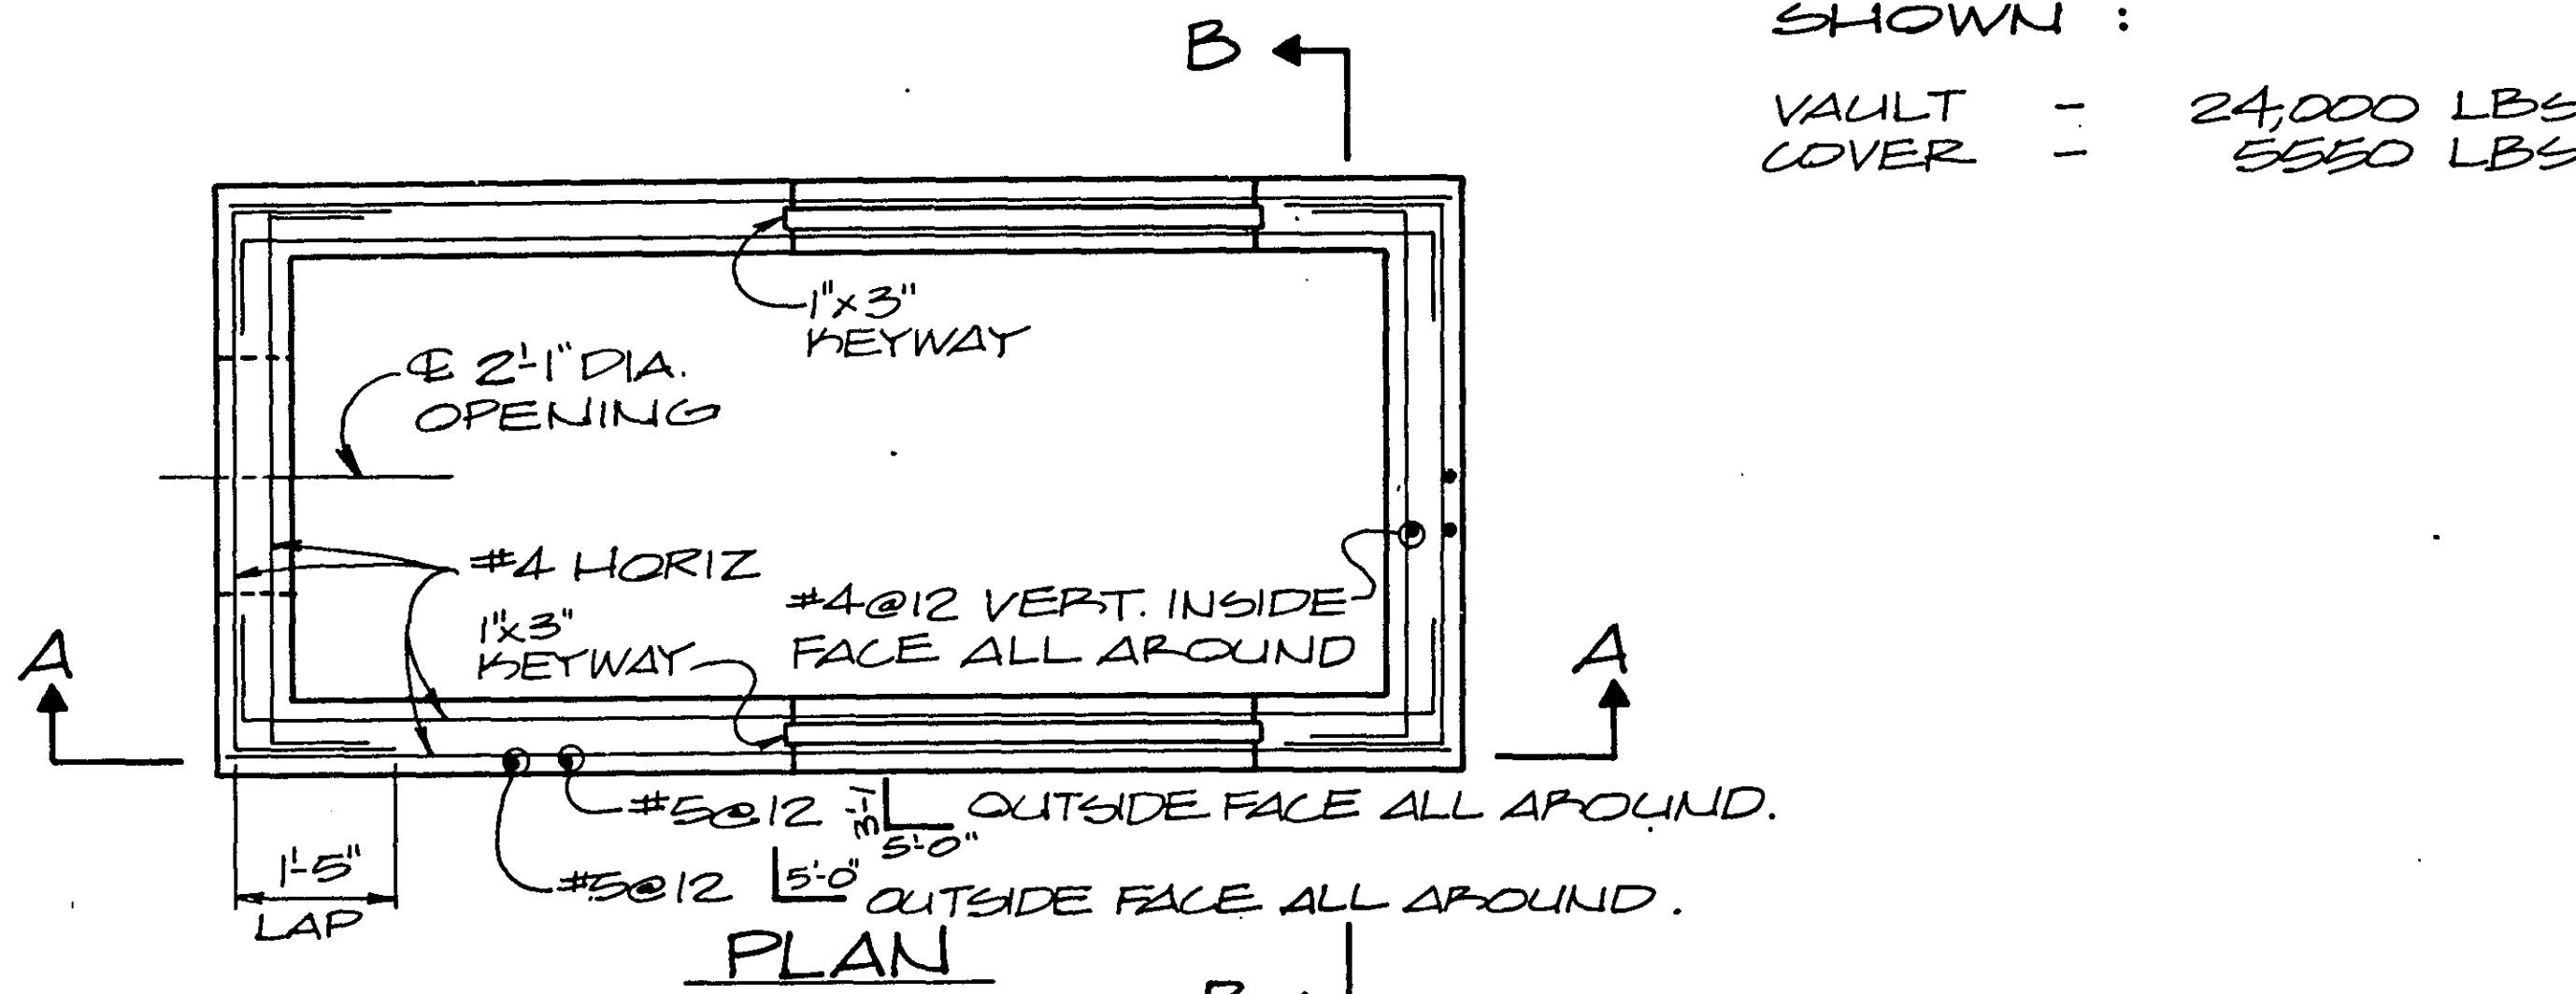 SHOWN :
VAULT - 24,000 LBS
COVER - 5550 LBS
B
1"x3"
KEYWAY
℄ 2'-1" DIA.
OPENING
#4 HORIZ
1"x3"
KEYWAY
#4@12 VERT. INSIDE
FACE ALL AROUND
A
A
#5@12 3'-1 5'-0" OUTSIDE FACE ALL AROUND.
#5@12 5'-0" OUTSIDE FACE ALL AROUND.
1'-5"
LAP
PLAN